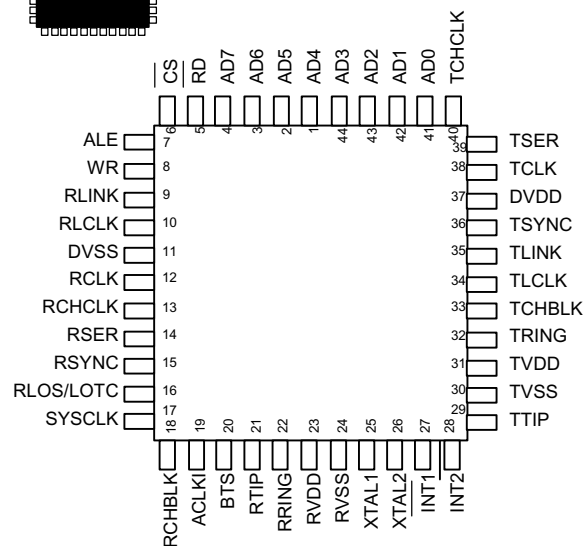 CS RD AD7 AD6 AD5 AD4 AD3 AD2 AD1 AD0 TCHCLK
6 5 4 3 2 1 44 43 42 41 40
ALE 7 39 TSER
WR 8 38 TCLK
RLINK 9 37 DVDD
RLCLK 10 36 TSYNC
DVSS 11 35 TLINK
RCLK 12 34 TLCLK
RCHCLK 13 33 TCHBLK
RSER 14 32 TRING
RSYNC 15 31 TVDD
RLOS/LOTC 16 30 TVSS
SYSCLK 17 29 TTIP
18 19 20 21 22 23 24 25 26 27 28
RCHBLK ACLKI BTS RTIP RRING RVDD RVSS XTAL1 XTAL2 INT1 INT2